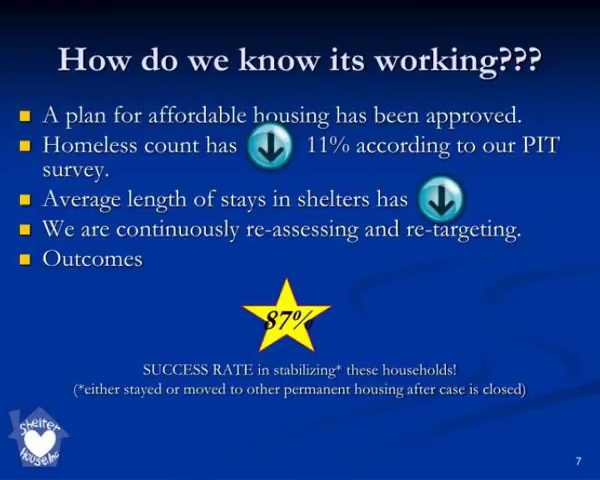 How do we know its working???
A plan for affordable housing has been approved.
Homeless count has 11% according to our PIT
survey.
Average length of stays in shelters has
We are continuously re-assessing and re-targeting.
Outcomes
87%
SUCCESS RATE in stabilizing* these households!
(*either stayed or moved to other permanent housing after case is closed)
Shelter
House Inc
7